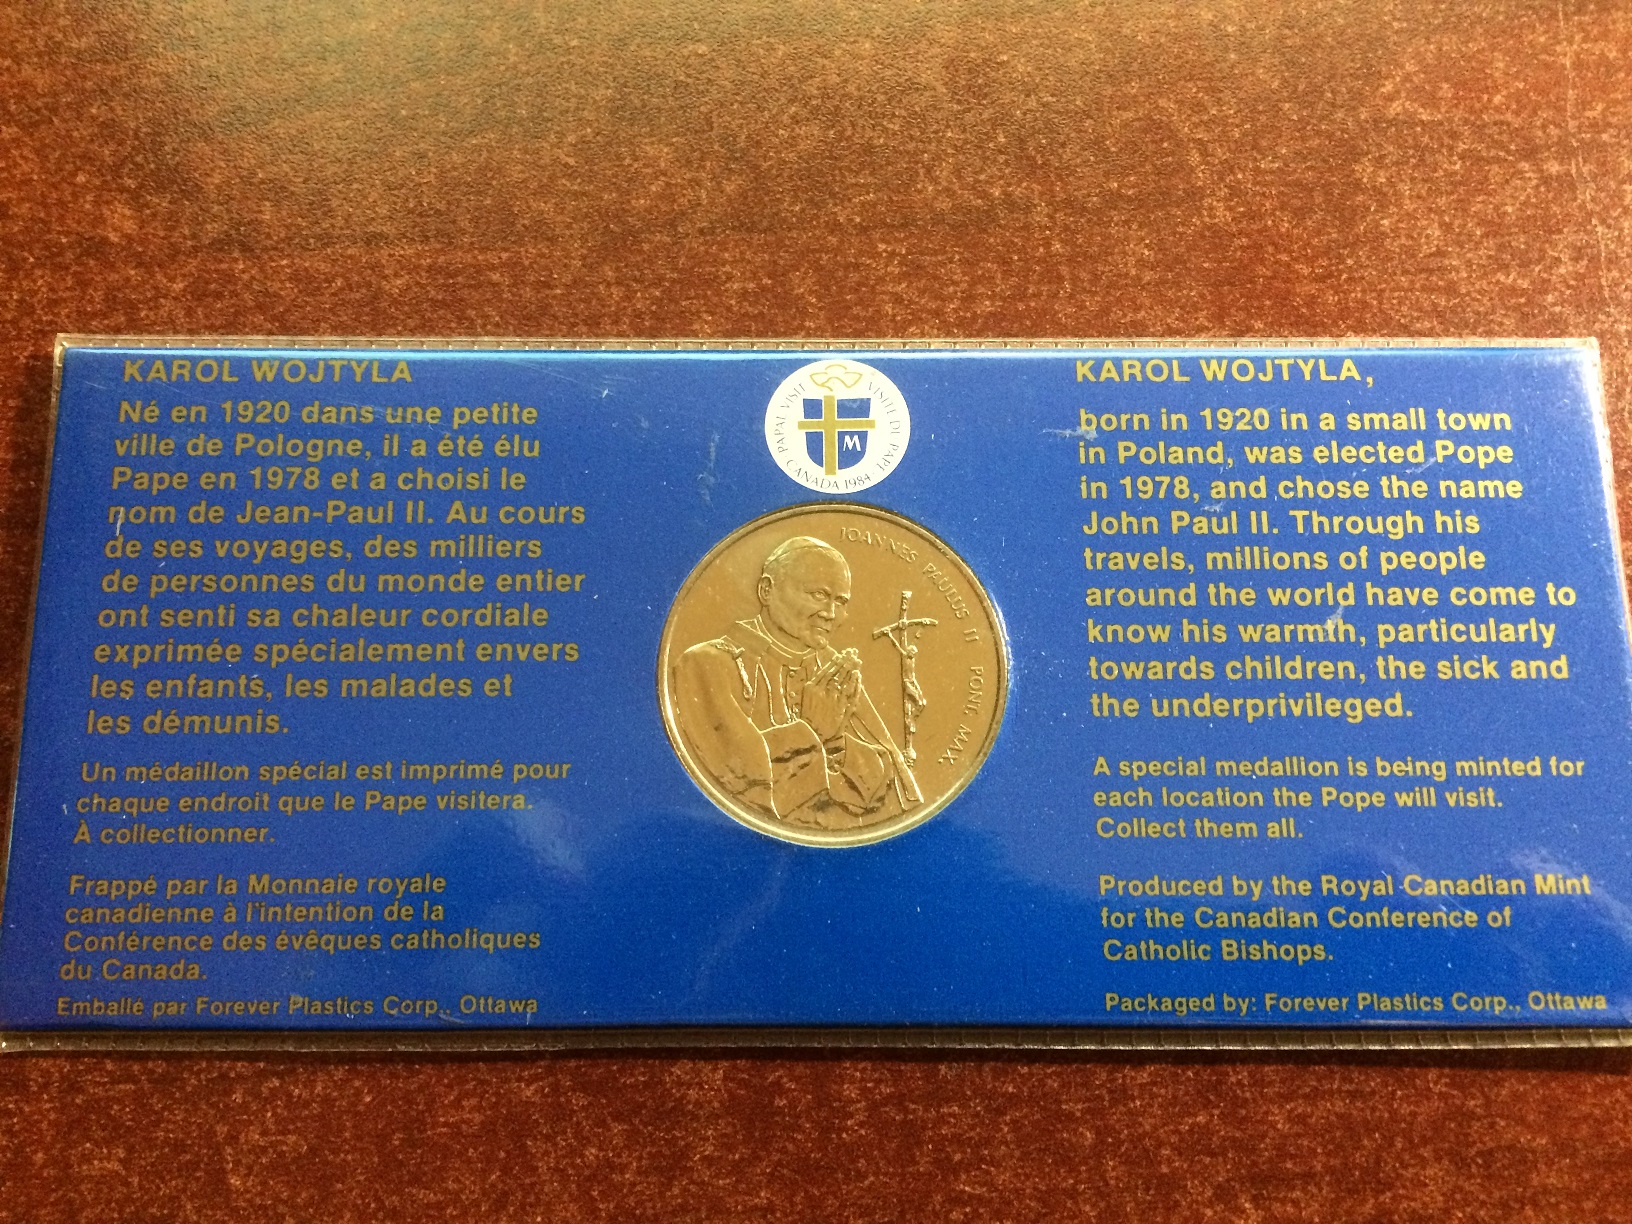 KAROL WOJTYLA
Né en 1920 dans une petite
ville de Pologne, il a été élu
Pape en 1978 et a choisi le
nom de Jean-Paul II. Au cours
de ses voyages, des milliers
de personnes du monde entier
ont senti sa chaleur cordiale
exprimée spécialement envers
les enfants, les malades et
les démunis.
Un médaillon spécial est imprimé pour
chaque endroit que le Pape visitera.
À collectionner.
Frappé par la Monnaie royale
canadienne à l'intention de la
Conférence des évêques catholiques
du Canada.
Emballé par Forever Plastics Corp., Ottawa
PAPAL VISIT
VISITE DU PAPE
CANADA 1984
M
IOANNES PAULUS II PONT. MAX.
KAROL WOJTYLA,
born in 1920 in a small town
in Poland, was elected Pope
in 1978, and chose the name
John Paul II. Through his
travels, millions of people
around the world have come to
know his warmth, particularly
towards children, the sick and
the underprivileged.
A special medallion is being minted for
each location the Pope will visit.
Collect them all.
Produced by the Royal Canadian Mint
for the Canadian Conference of
Catholic Bishops.
Packaged by: Forever Plastics Corp., Ottawa